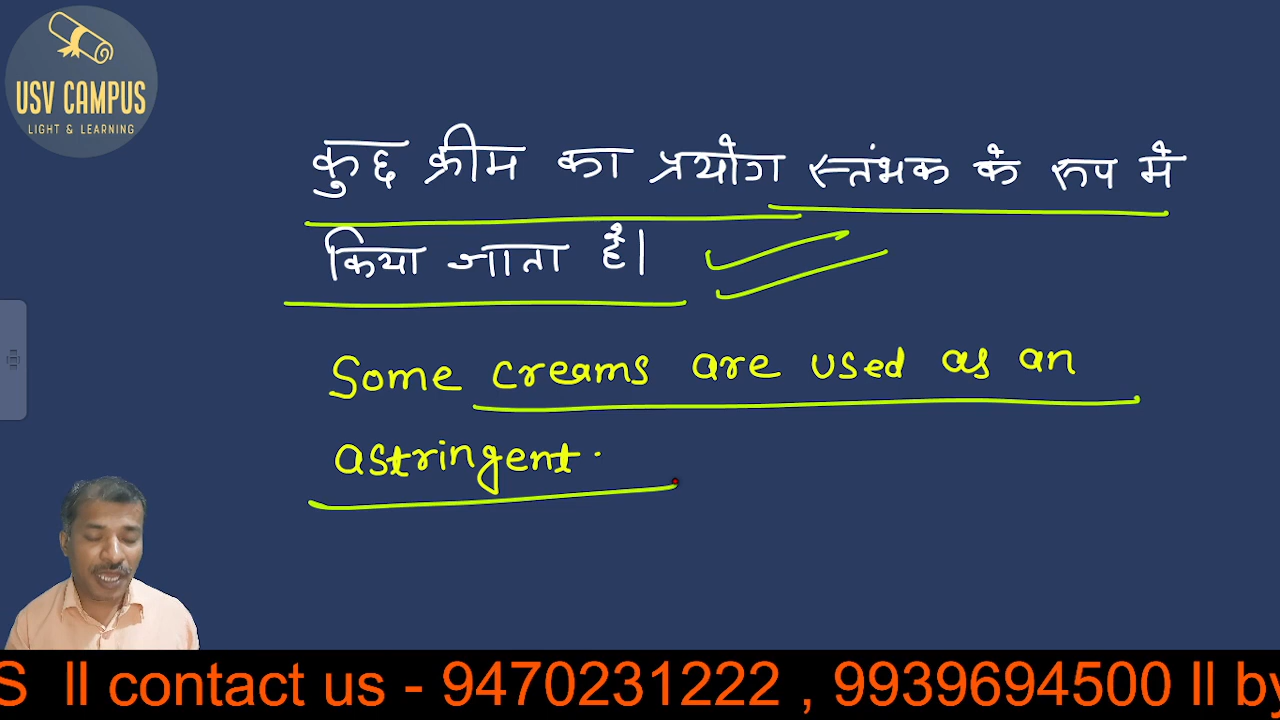 USV CAMPUS
LIGHT & LEARNING
कुछ क्रीम का प्रयोग स्तंभक के रूप में
किया जाता है।
Some creams are used as an
astringent.
S ll contact us - 9470231222 , 9939694500 ll by